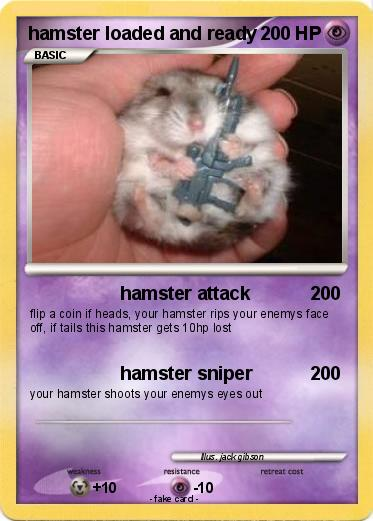 hamster loaded and ready 200 HP
BASIC
hamster attack 200
flip a coin if heads, your hamster rips your enemys face
off, if tails this hamster gets 10hp lost
hamster sniper 200
your hamster shoots your enemys eyes out
Illus. jack gibson
weakness resistance retreat cost
+10 -10
- fake card -